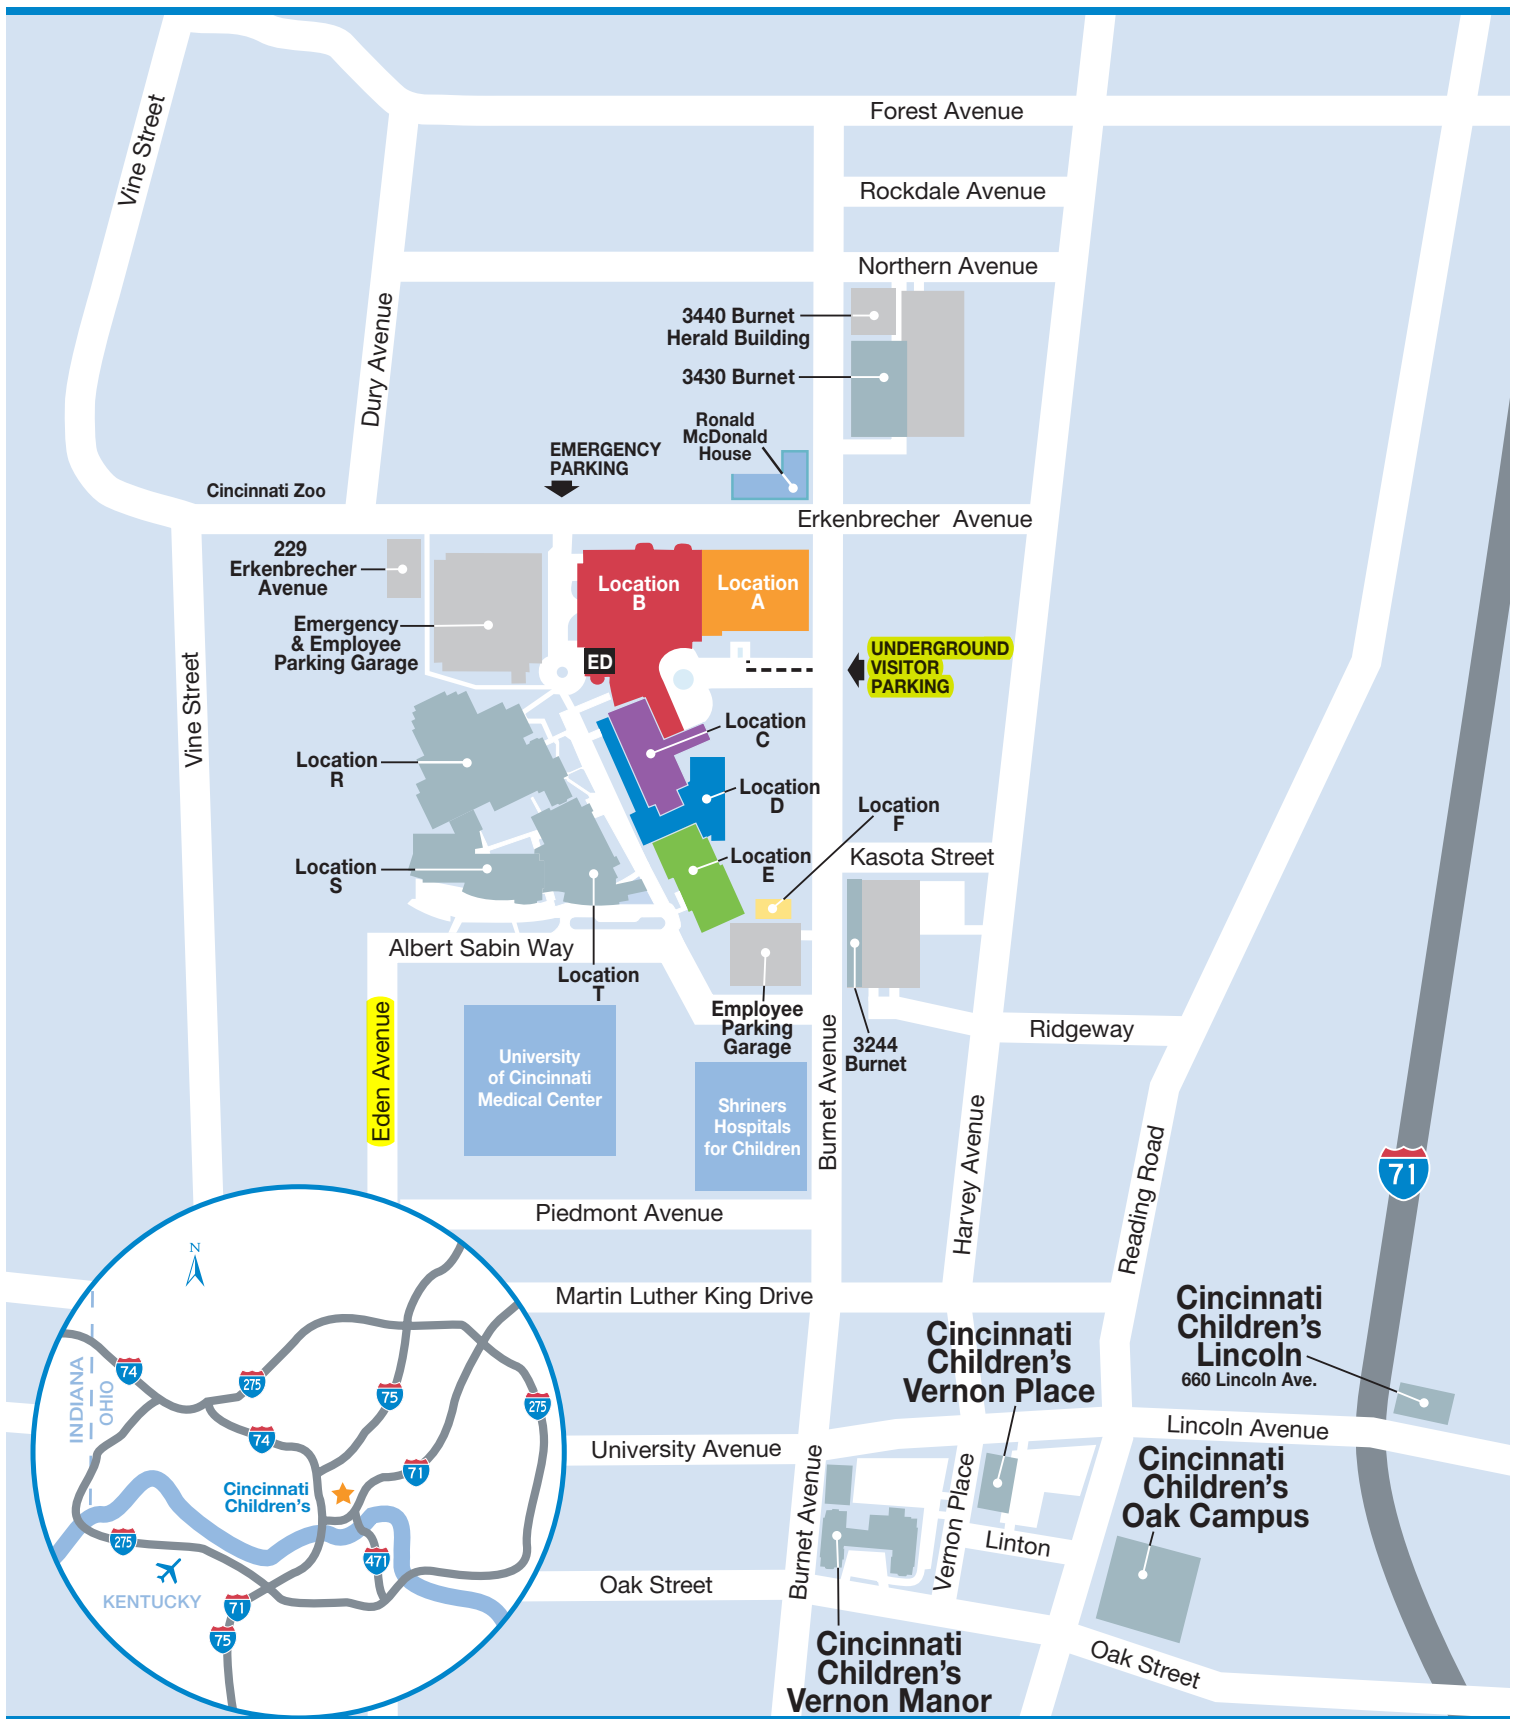 Forest Avenue
Vine Street
Rockdale Avenue
Northern Avenue
Dury Avenue
3440 Burnet
Herald Building
3430 Burnet
Ronald
McDonald
House
EMERGENCY
PARKING
Cincinnati Zoo
Erkenbrecher Avenue
229
Erkenbrecher
Avenue
Location
B
Location
A
Emergency
& Employee
Parking Garage
ED
UNDERGROUND
VISITOR
PARKING
Vine Street
Location
C
Location
R
Location
D
Location
F
Location
E
Kasota Street
Location
S
Albert Sabin Way
Location
T
Employee
Parking
Garage
Eden Avenue
University
of Cincinnati
Medical Center
Burnet Avenue
3244
Burnet
Ridgeway
Shriners
Hospitals
for Children
Harvey Avenue
Reading Road
71
Piedmont Avenue
Martin Luther King Drive
Cincinnati
Children's
Lincoln
660 Lincoln Ave.
Cincinnati
Children's
Vernon Place
Lincoln Avenue
University Avenue
Cincinnati
Children's
Oak Campus
Burnet Avenue
Vernon Place
Linton
Oak Street
Oak Street
Cincinnati
Children's
Vernon Manor
N
INDIANA
OHIO
74
275
75
275
74
71
Cincinnati
Children's
275
471
KENTUCKY
71
75